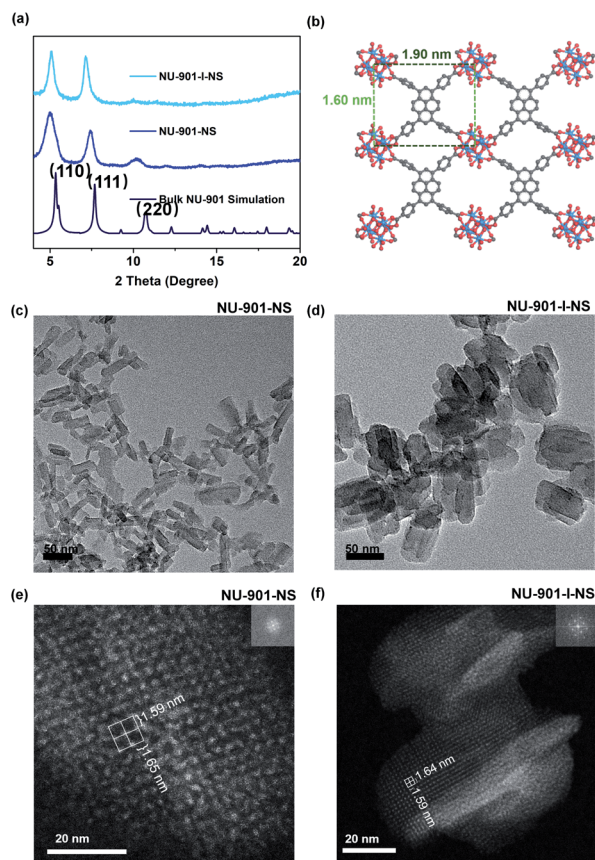 (a)
NU-901-I-NS
NU-901-NS
(110)
(111)
Bulk NU-901 Simulation
(220)
5
10
15
20
2 Theta (Degree)
(b)
1.90 nm
1.60 nm
(c)
NU-901-NS
50 nm
(d)
NU-901-I-NS
50 nm
(e)
NU-901-NS
1.59 nm
1.65 nm
20 nm
(f)
NU-901-I-NS
1.64 nm
1.59 nm
20 nm